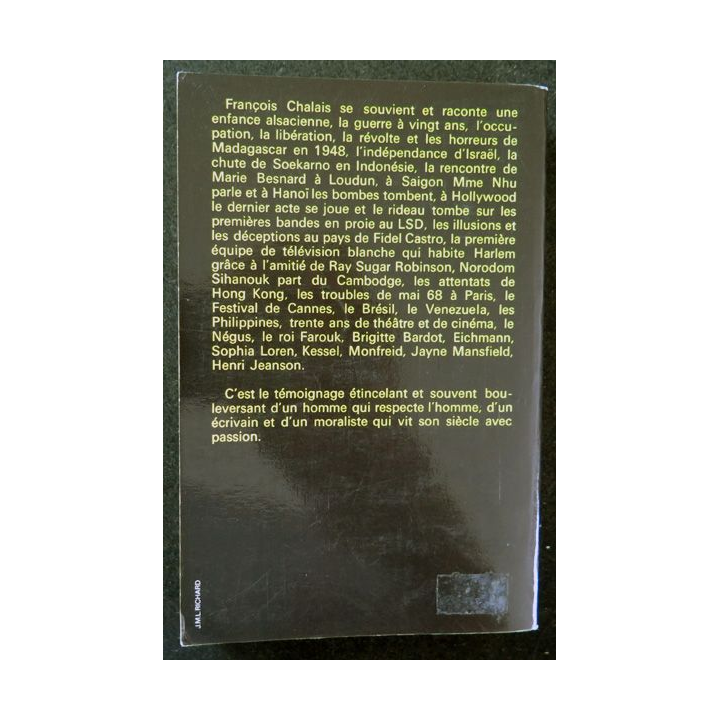 François Chalais se souvient et raconte une
enfance alsacienne, la guerre à vingt ans, l'occu-
pation, la libération, la révolte et les horreurs de
Madagascar en 1948, l'indépendance d'Israël, la
chute de Soekarno en Indonésie, la rencontre de
Marie Besnard à Loudun, à Saigon Mme Nhu
parle et à Hanoï les bombes tombent, à Hollywood
le dernier acte se joue et le rideau tombe sur les
premières bandes en proie au LSD, les illusions et
les déceptions au pays de Fidel Castro, la première
équipe de télévision blanche qui habite Harlem
grâce à l'amitié de Ray Sugar Robinson, Norodom
Sihanouk part du Cambodge, les attentats de
Hong Kong, les troubles de mai 68 à Paris, le
Festival de Cannes, le Brésil, le Venezuela, les
Philippines, trente ans de théâtre et de cinéma, le
Négus, le roi Farouk, Brigitte Bardot, Eichmann,
Sophia Loren, Kessel, Monfreid, Jayne Mansfield,
Henri Jeanson.
C'est le témoignage étincelant et souvent bou-
leversant d'un homme qui respecte l'homme, d'un
écrivain et d'un moraliste qui vit son siècle avec
passion.
J.M.L. RICHARD